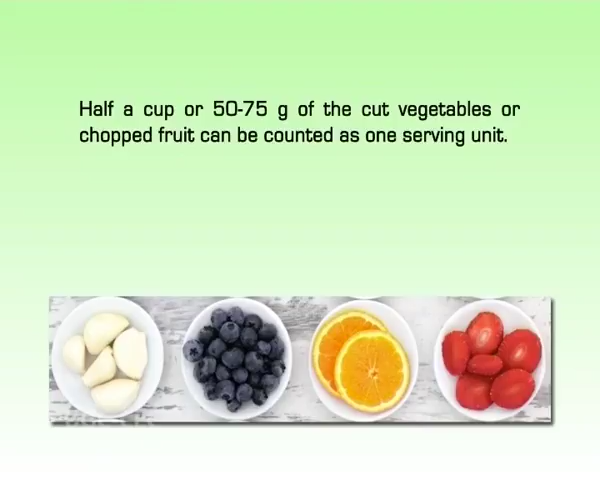 Half a cup or 50-75 g of the cut vegetables or
chopped fruit can be counted as one serving unit.